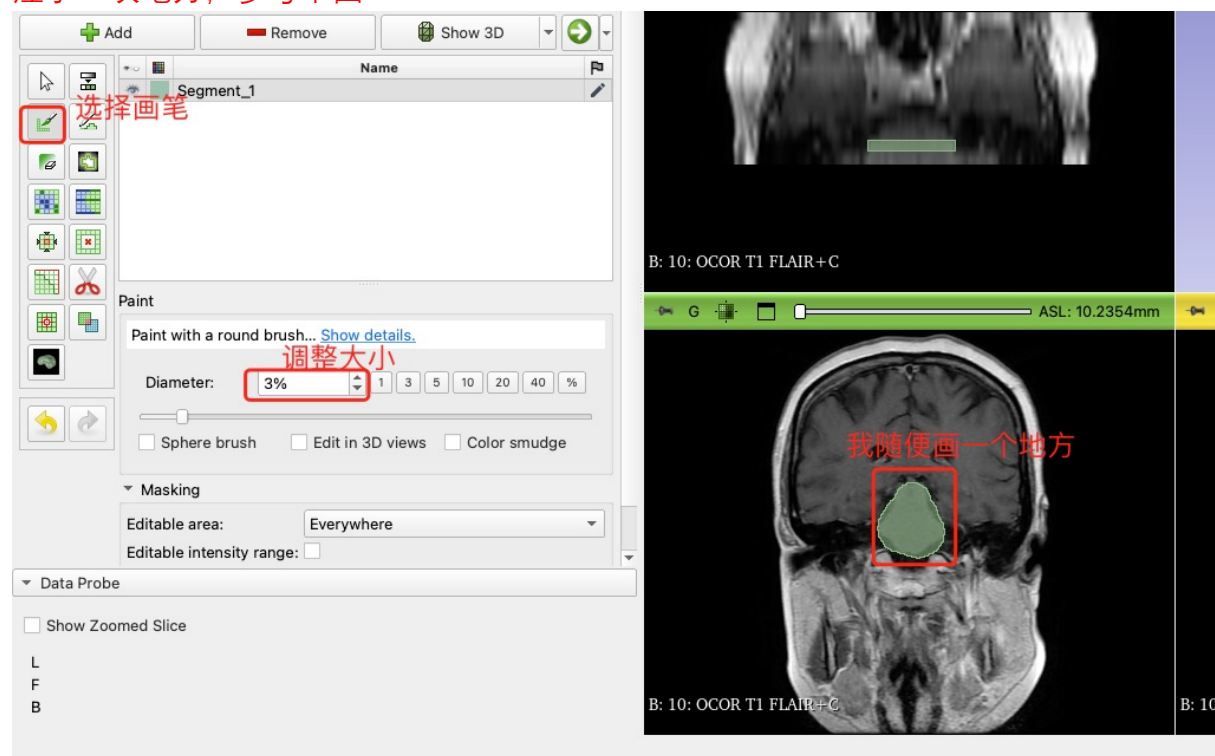 Add
Remove
Show 3D
Name
Segment_1
选择画笔
Paint
Paint with a round brush... Show details.
调整大小
Diameter:
3%
1
3
5
10
20
40
%
Sphere brush
Edit in 3D views
Color smudge
Masking
Editable area:
Everywhere
Editable intensity range:
Data Probe
Show Zoomed Slice
L
F
B
B: 10: OCOR T1 FLAIR+C
G
ASL: 10.2354mm
我随便画一个地方
B: 10: OCOR T1 FLAIR+C
B: 10